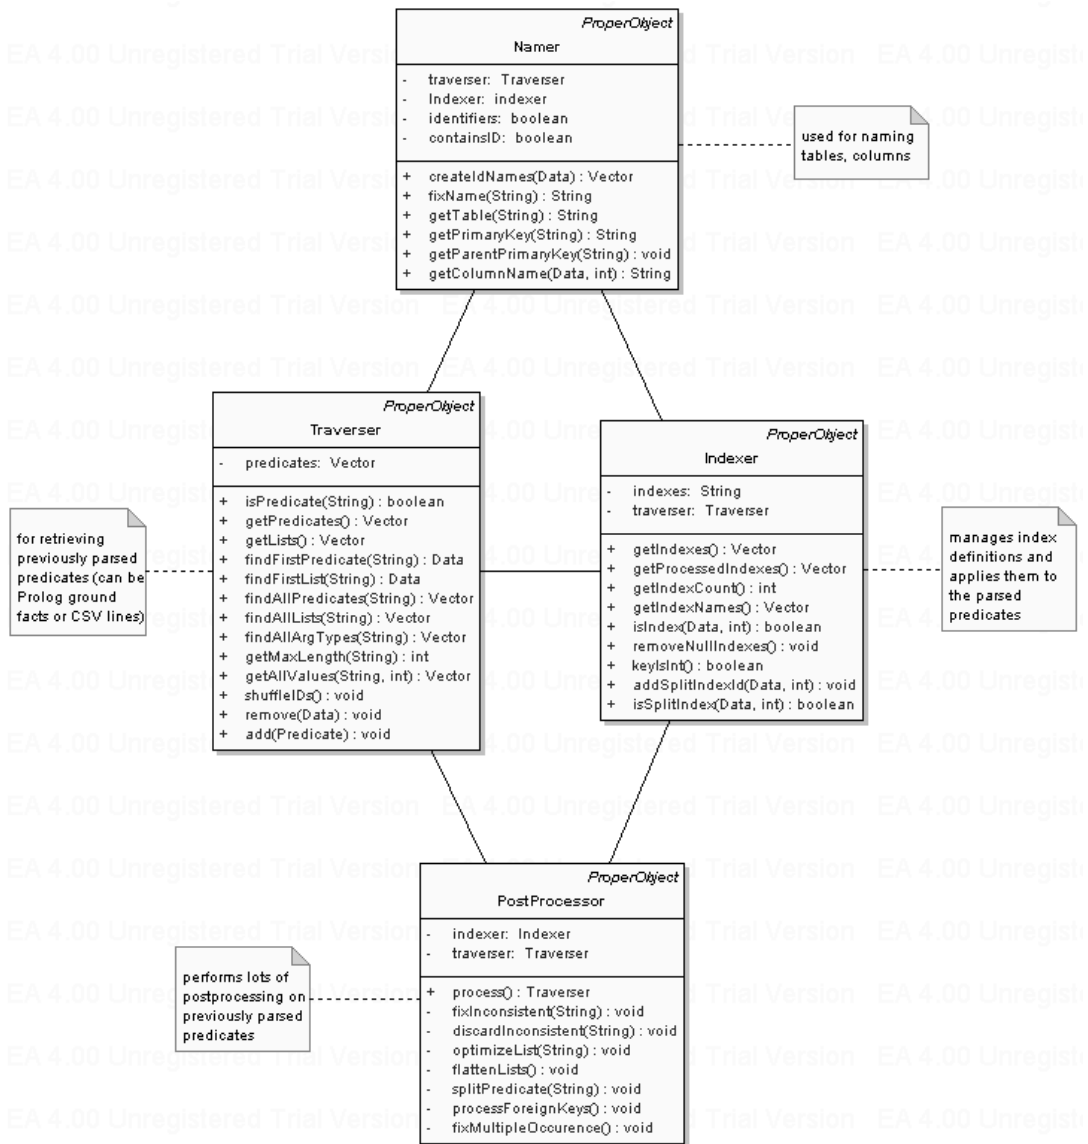 ProperObject
Namer
- traverser: Traverser
- Indexer: indexer
- identifiers: boolean
- containsID: boolean
+ createIdNames(Data) : Vector
+ fixName(String) : String
+ getTable(String) : String
+ getPrimaryKey(String) : String
+ getParentPrimaryKey(String) : void
+ getColumnName(Data, int) : String
used for naming
tables, columns
ProperObject
Traverser
- predicates: Vector
+ isPredicate(String) : boolean
+ getPredicates() : Vector
+ getLists() : Vector
+ findFirstPredicate(String) : Data
+ findFirstList(String) : Data
+ findAllPredicates(String) : Vector
+ findAllLists(String) : Vector
+ findAllArgTypes(String) : Vector
+ getMaxLength(String) : int
+ getAllValues(String, int) : Vector
+ shuffleIDs() : void
+ remove(Data) : void
+ add(Predicate) : void
for retrieving
previously parsed
predicates (can be
Prolog ground
facts or CSV lines)
ProperObject
Indexer
- indexes: String
- traverser: Traverser
+ getIndexes() : Vector
+ getProcessedIndexes() : Vector
+ getIndexCount() : int
+ getIndexNames() : Vector
+ isIndex(Data, int) : boolean
+ removeNullIndexes() : void
+ keyIsInt() : boolean
+ addSplitIndexId(Data, int) : void
+ isSplitIndex(Data, int) : boolean
manages index
definitions and
applies them to
the parsed
predicates
ProperObject
PostProcessor
- indexer: Indexer
- traverser: Traverser
+ process() : Traverser
- fixInconsistent(String) : void
- discardInconsistent(String) : void
- optimizeList(String) : void
- flattenLists() : void
- splitPredicate(String) : void
- processForeignKeys() : void
- fixMultipleOccurence() : void
performs lots of
postprocessing on
previously parsed
predicates
EA 4.00 Unregistered Trial Version